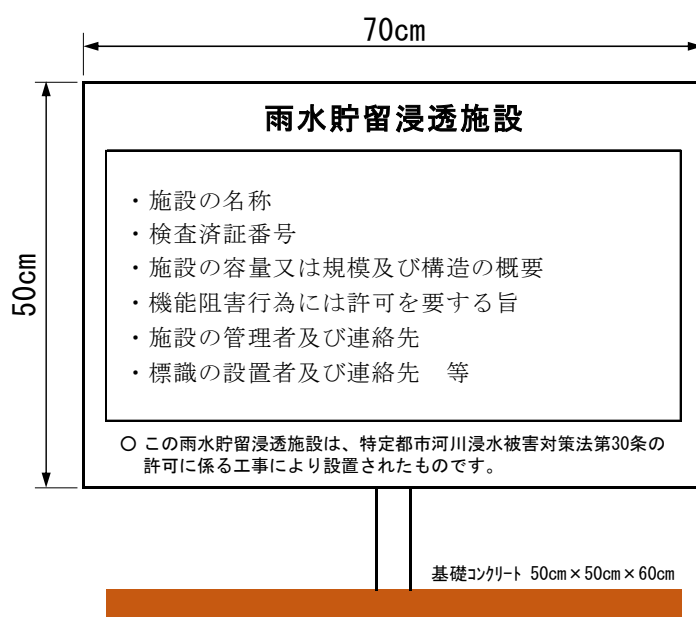 70cm
50cm
雨水貯留浸透施設
・施設の名称
・検査済証番号
・施設の容量又は規模及び構造の概要
・機能阻害行為には許可を要する旨
・施設の管理者及び連絡先
・標識の設置者及び連絡先　等
○ この雨水貯留浸透施設は、特定都市河川浸水被害対策法第30条の
許可に係る工事により設置されたものです。
基礎ｺﾝｸﾘｰﾄ 50cm×50cm×60cm